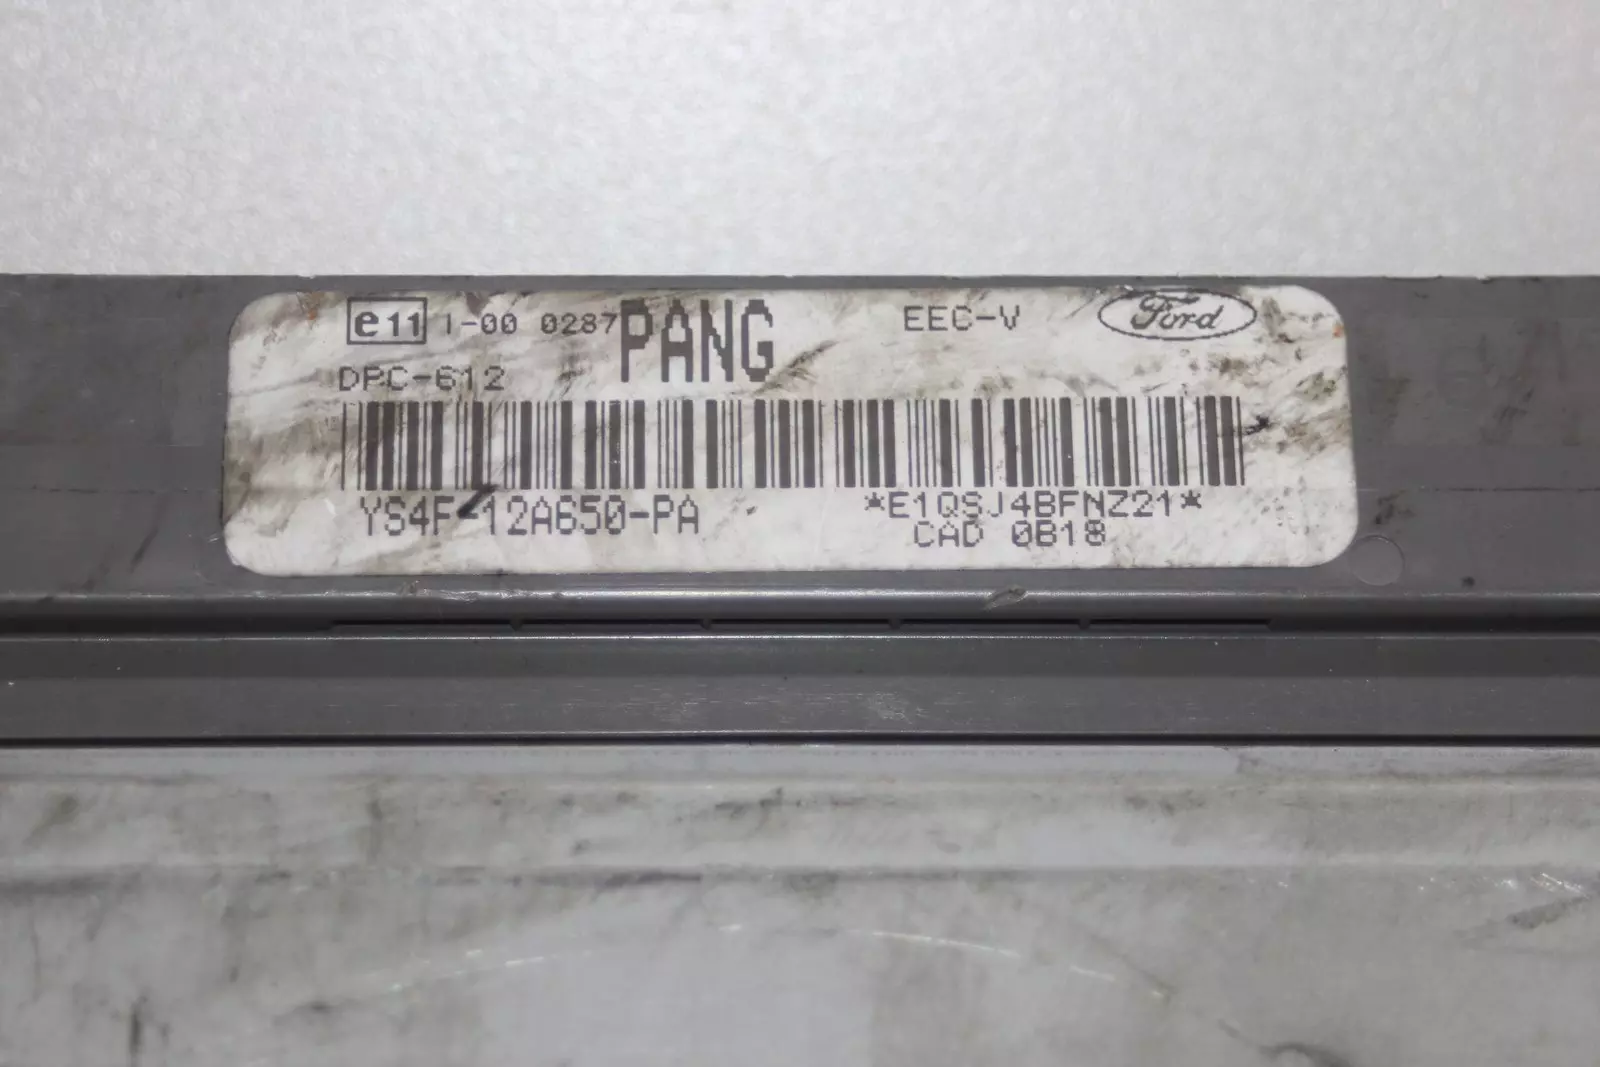 e11 1-00 0287 PANG EEC-V Ford
DPC-612
YS4F-12A650-PA *E1QSJ4BFNZ21*
CAD 0B18